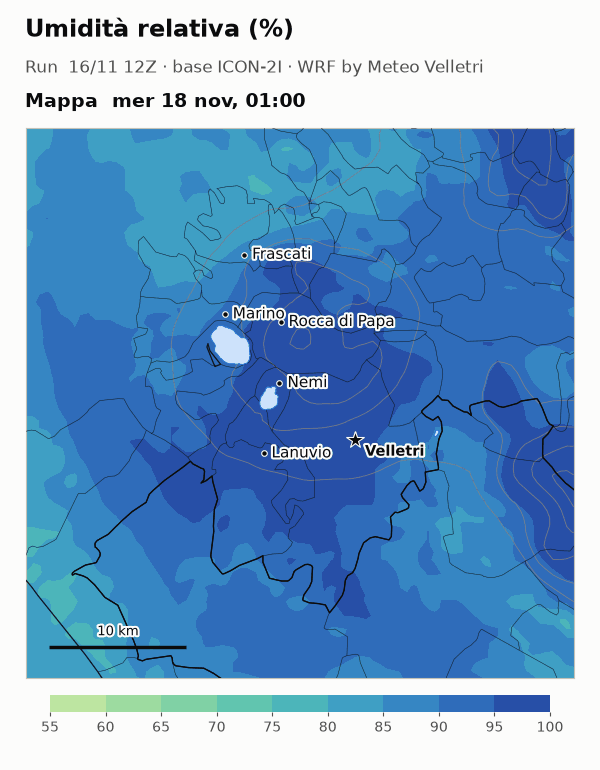 Umidità relativa (%)
Run  16/11 12Z · base ICON-2I · WRF by Meteo Velletri
Mappa  mer 18 nov, 01:00
Frascati
Marino
Rocca di Papa
Nemi
Velletri
Lanuvio
10 km
55 60 65 70 75 80 85 90 95 100